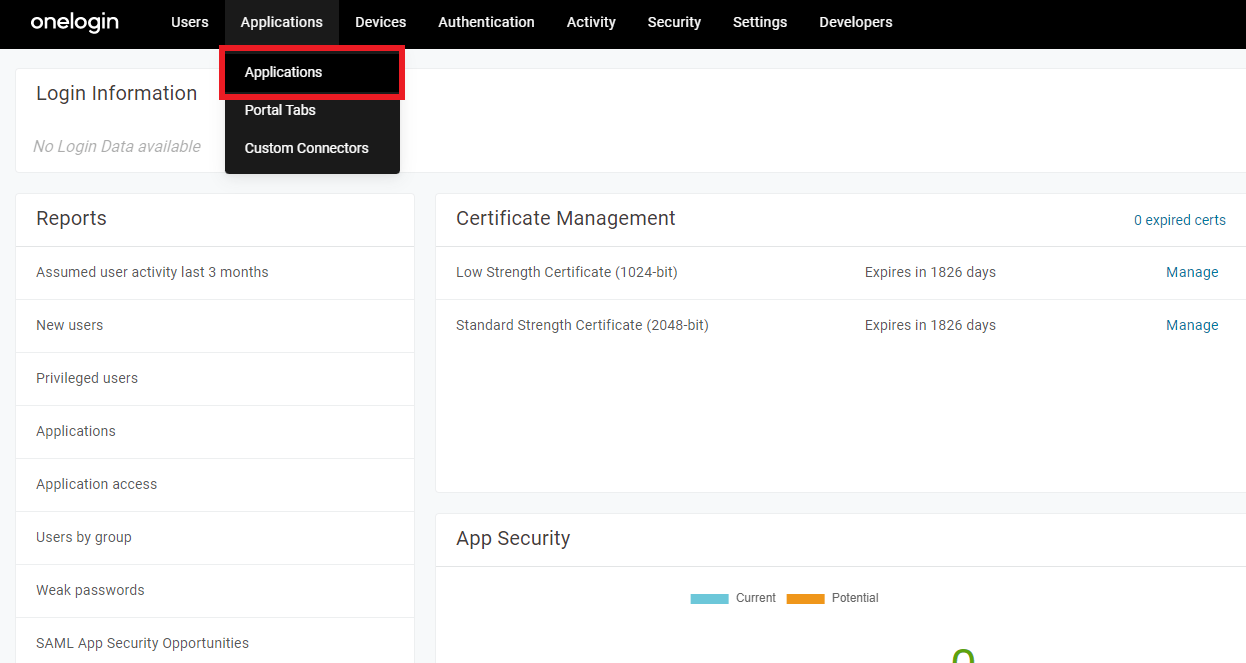 onelogin Users Applications Devices Authentication Activity Security Settings Developers
Applications
Portal Tabs
Custom Connectors
Login Information
No Login Data available
Reports
Assumed user activity last 3 months
New users
Privileged users
Applications
Application access
Users by group
Weak passwords
SAML App Security Opportunities
Certificate Management 0 expired certs
Low Strength Certificate (1024-bit) Expires in 1826 days Manage
Standard Strength Certificate (2048-bit) Expires in 1826 days Manage
App Security
Current Potential